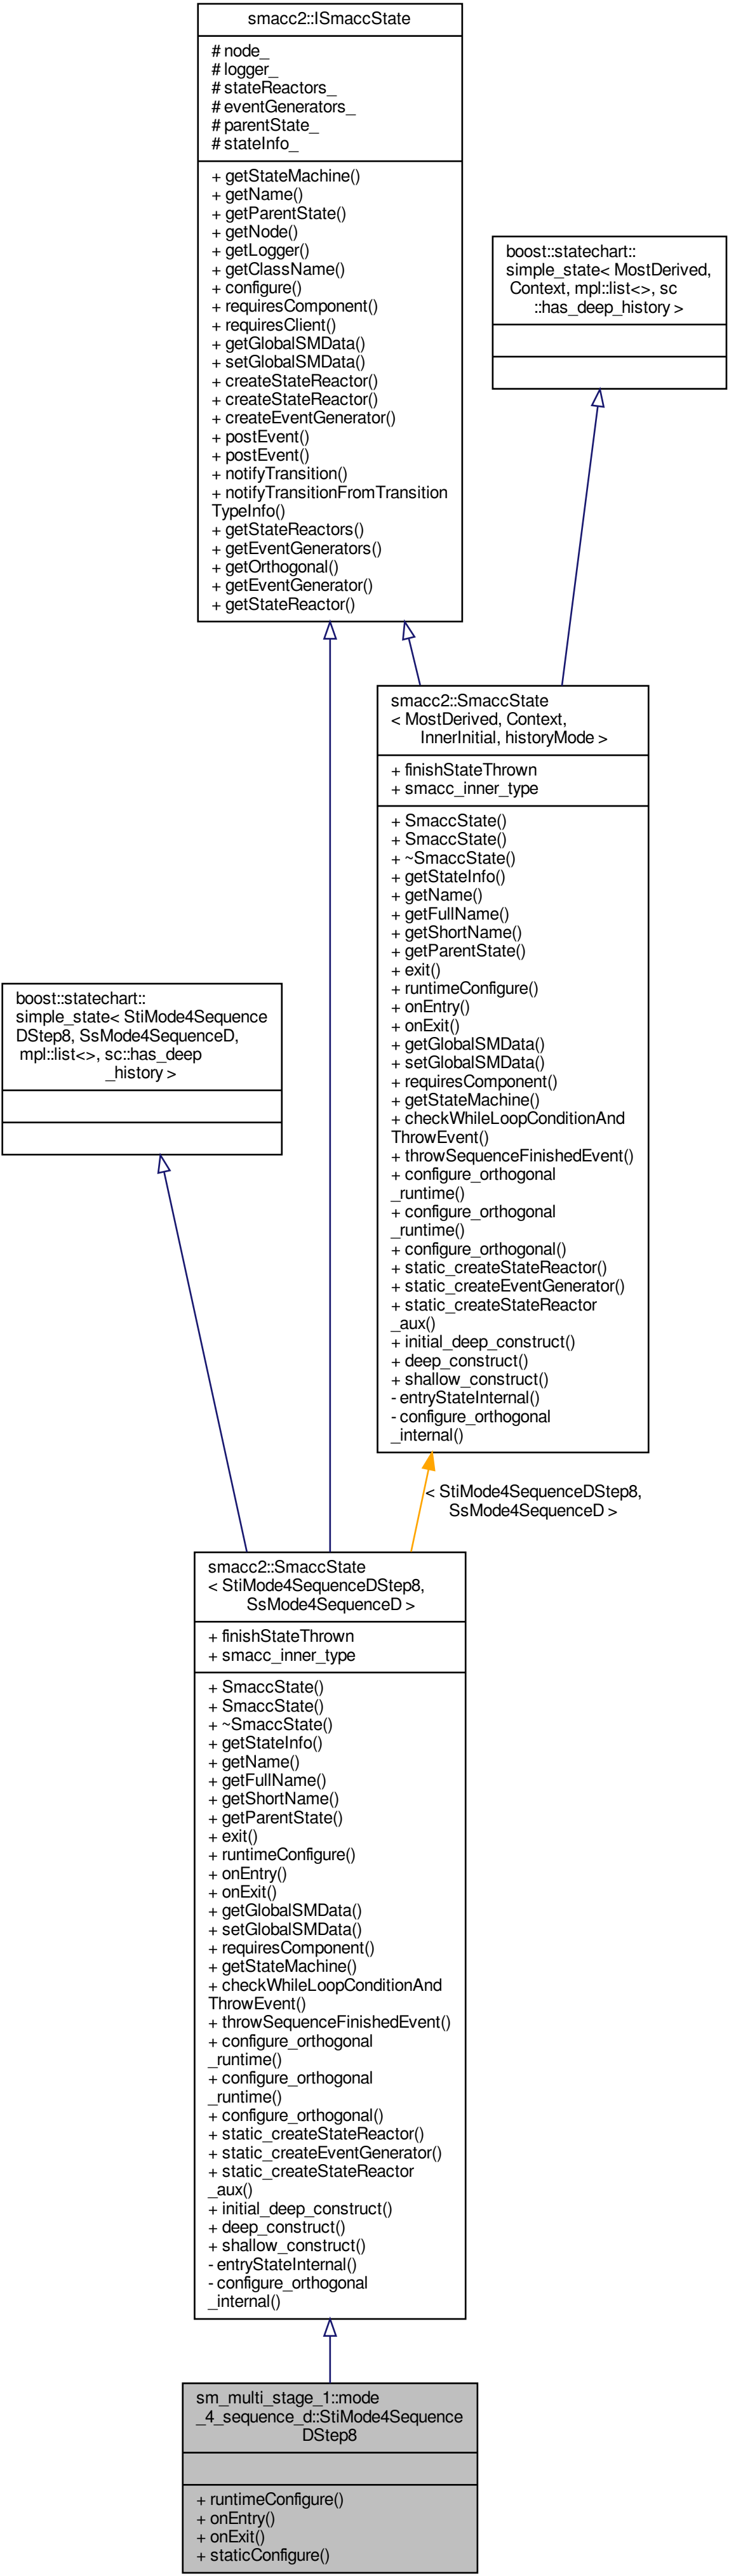 smacc2::ISmaccState
# node_
# logger_
# stateReactors_
# eventGenerators_
# parentState_
# stateInfo_
+ getStateMachine()
+ getName()
+ getParentState()
+ getNode()
+ getLogger()
+ getClassName()
+ configure()
+ requiresComponent()
+ requiresClient()
+ getGlobalSMData()
+ setGlobalSMData()
+ createStateReactor()
+ createStateReactor()
+ createEventGenerator()
+ postEvent()
+ postEvent()
+ notifyTransition()
+ notifyTransitionFromTransition
TypeInfo()
+ getStateReactors()
+ getEventGenerators()
+ getOrthogonal()
+ getEventGenerator()
+ getStateReactor()
boost::statechart::
simple_state< MostDerived,
Context, mpl::list<>, sc
::has_deep_history >
smacc2::SmaccState
< MostDerived, Context,
InnerInitial, historyMode >
+ finishStateThrown
+ smacc_inner_type
+ SmaccState()
+ SmaccState()
+ ~SmaccState()
+ getStateInfo()
+ getName()
+ getFullName()
+ getShortName()
+ getParentState()
+ exit()
+ runtimeConfigure()
+ onEntry()
+ onExit()
+ getGlobalSMData()
+ setGlobalSMData()
+ requiresComponent()
+ getStateMachine()
+ checkWhileLoopConditionAnd
ThrowEvent()
+ throwSequenceFinishedEvent()
+ configure_orthogonal
_runtime()
+ configure_orthogonal
_runtime()
+ configure_orthogonal()
+ static_createStateReactor()
+ static_createEventGenerator()
+ static_createStateReactor
_aux()
+ initial_deep_construct()
+ deep_construct()
+ shallow_construct()
- entryStateInternal()
- configure_orthogonal
_internal()
boost::statechart::
simple_state< StiMode4Sequence
DStep8, SsMode4SequenceD,
mpl::list<>, sc::has_deep
_history >
< StiMode4SequenceDStep8,
SsMode4SequenceD >
smacc2::SmaccState
< StiMode4SequenceDStep8,
SsMode4SequenceD >
+ finishStateThrown
+ smacc_inner_type
+ SmaccState()
+ SmaccState()
+ ~SmaccState()
+ getStateInfo()
+ getName()
+ getFullName()
+ getShortName()
+ getParentState()
+ exit()
+ runtimeConfigure()
+ onEntry()
+ onExit()
+ getGlobalSMData()
+ setGlobalSMData()
+ requiresComponent()
+ getStateMachine()
+ checkWhileLoopConditionAnd
ThrowEvent()
+ throwSequenceFinishedEvent()
+ configure_orthogonal
_runtime()
+ configure_orthogonal
_runtime()
+ configure_orthogonal()
+ static_createStateReactor()
+ static_createEventGenerator()
+ static_createStateReactor
_aux()
+ initial_deep_construct()
+ deep_construct()
+ shallow_construct()
- entryStateInternal()
- configure_orthogonal
_internal()
sm_multi_stage_1::mode
_4_sequence_d::StiMode4Sequence
DStep8
+ runtimeConfigure()
+ onEntry()
+ onExit()
+ staticConfigure()